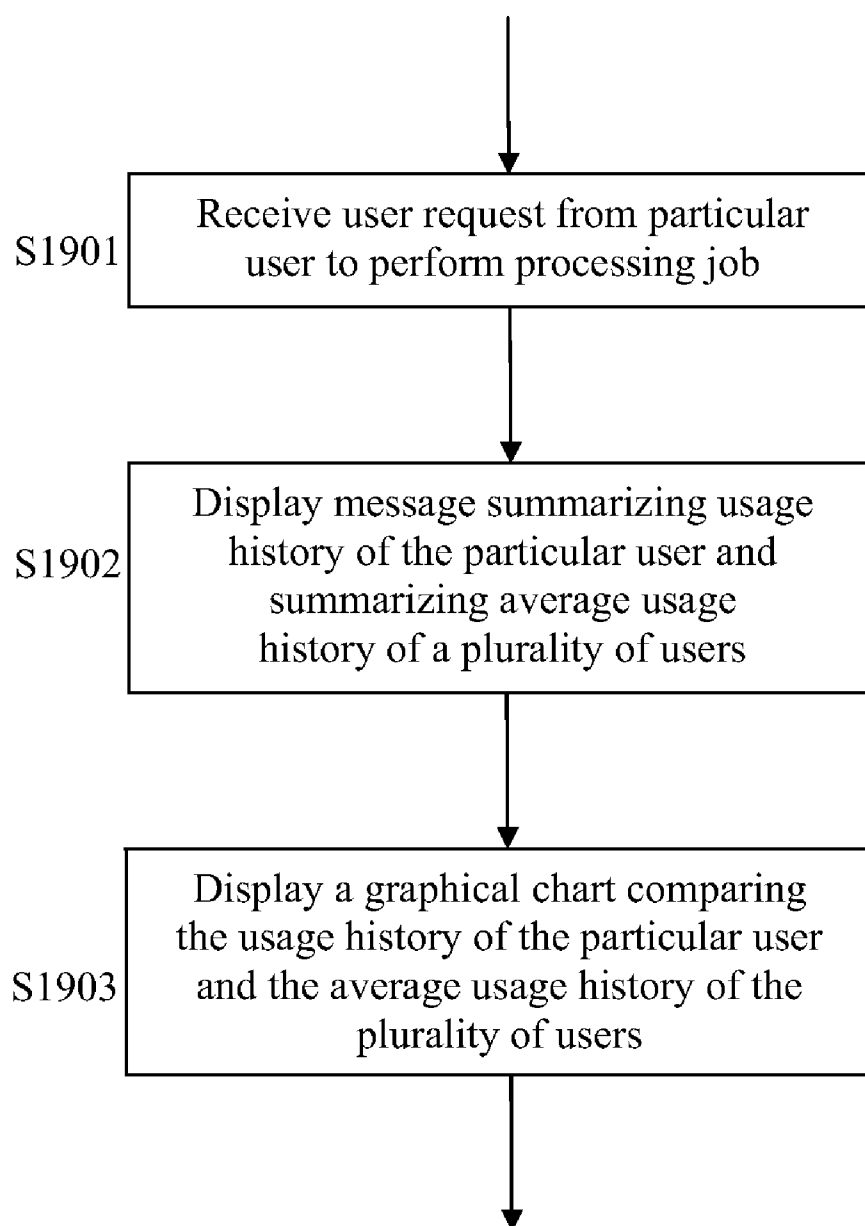 Receive user request from particular
S1901
user to perform processing job
Display message summarizing usage
S1902
history of the particular user and
summarizing average usage
history of a plurality of users
Display a graphical chart comparing
the usage history of the particular user
S1903
and the average usage history of the
plurality of users